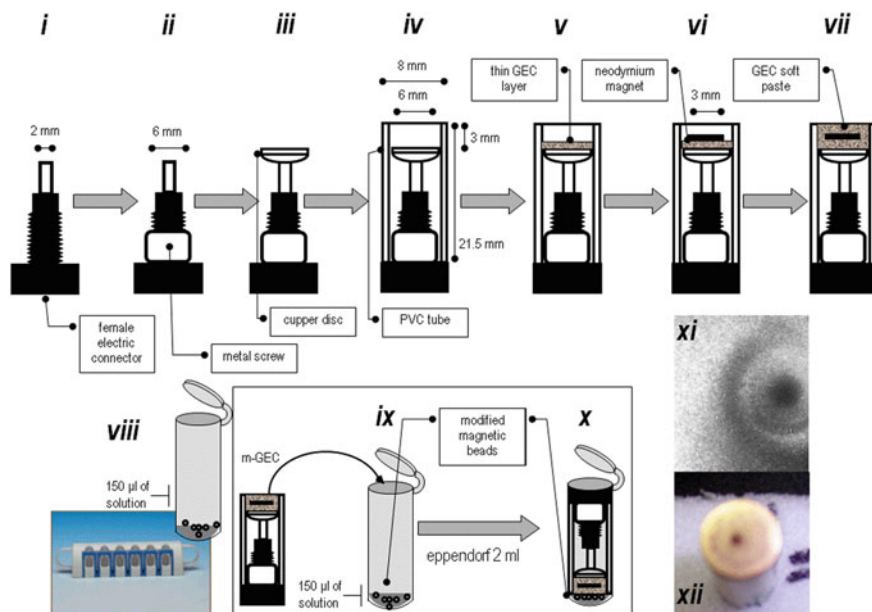 i
ii
iii
iv
v
vi
vii
8 mm
thin GEC
layer
neodymium
magnet
GEC soft
paste
2 mm
6 mm
6 mm
3 mm
3 mm
21.5 mm
female
electric
connector
metal screw
cupper disc
PVC tube
xi
viii
ix
x
modified
magnetic
beads
m-GEC
150 µl of
solution
eppendorf 2 ml
150 µl of
solution
xii